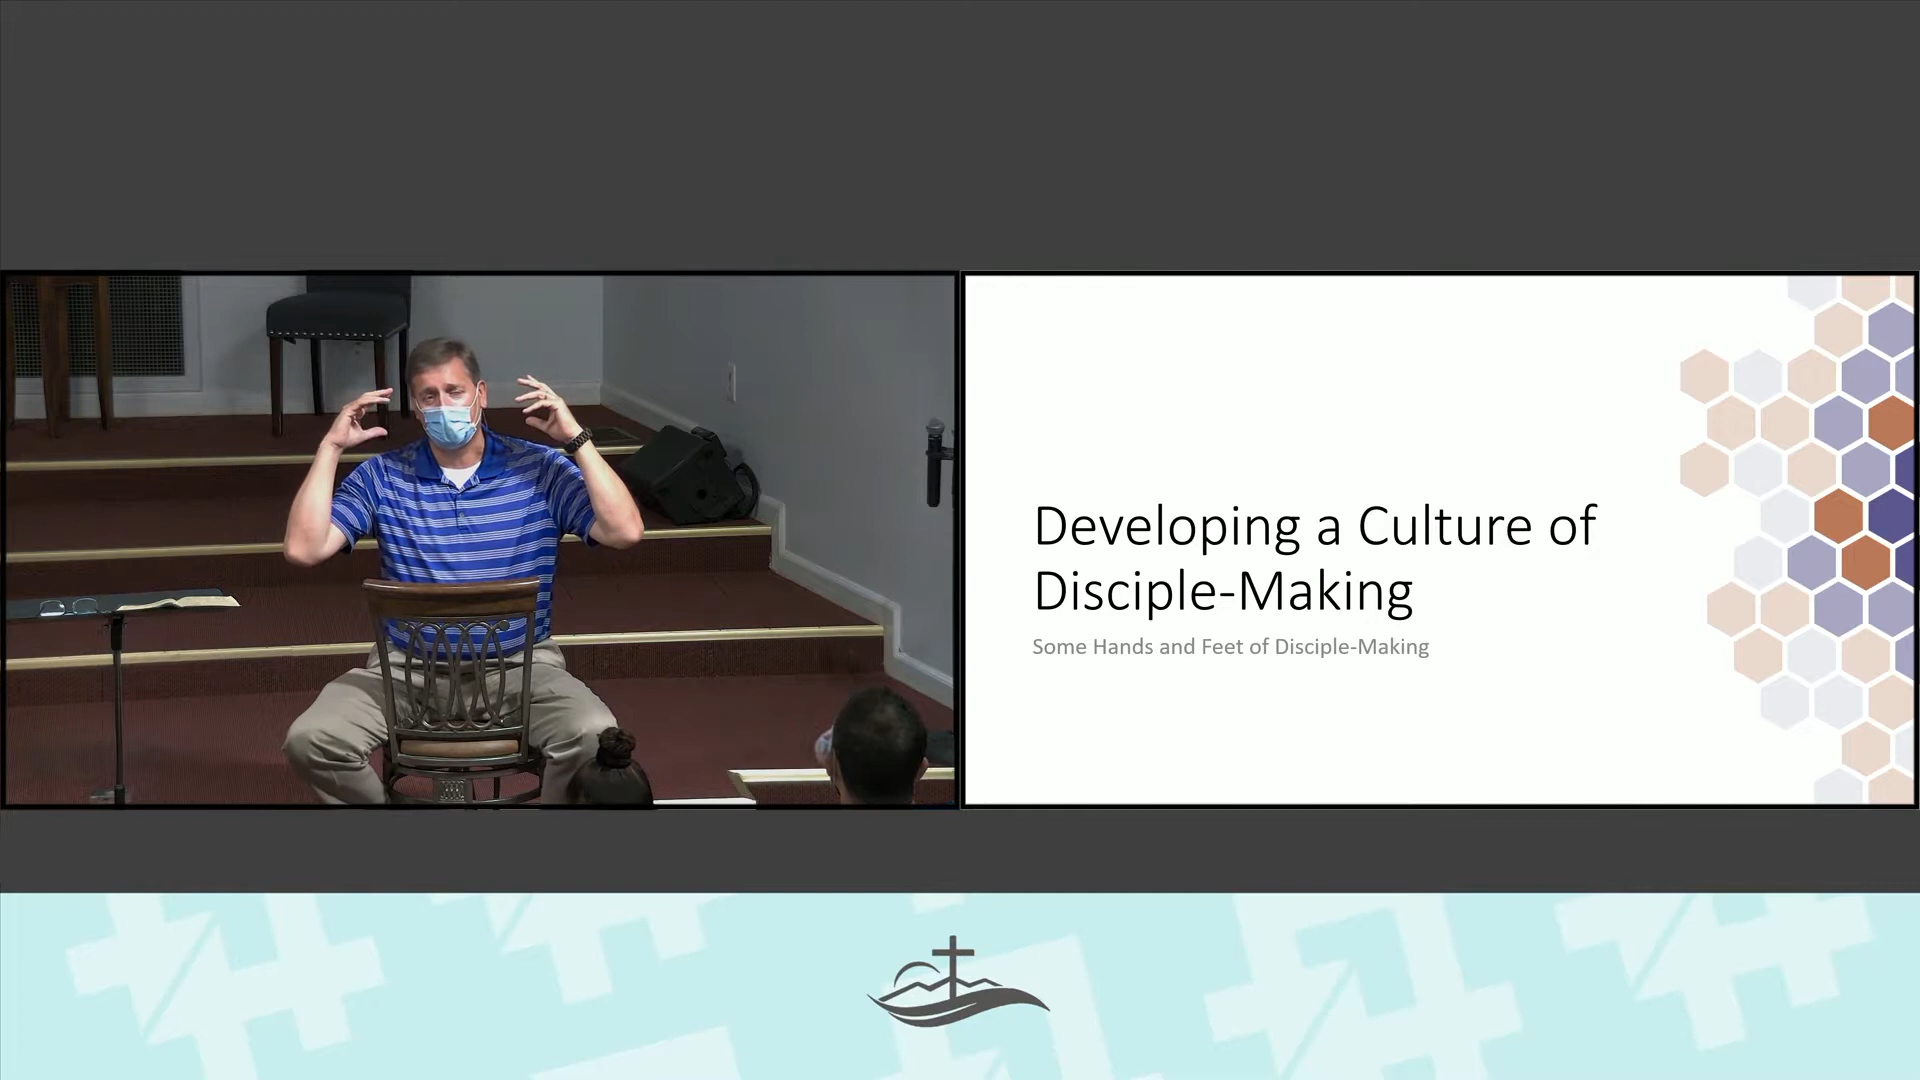 Developing a Culture of
Disciple-Making
Some Hands and Feet of Disciple-Making